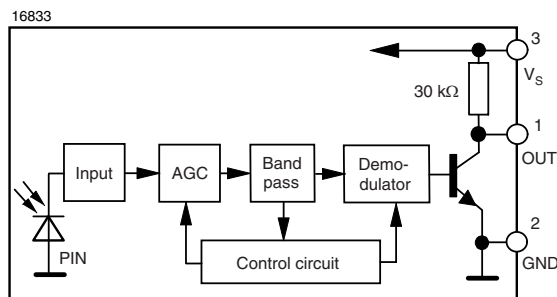 16833
3
V_S
30 kΩ
1
OUT
Input
AGC
Band
pass
Demo-
dulator
2
GND
PIN
Control circuit